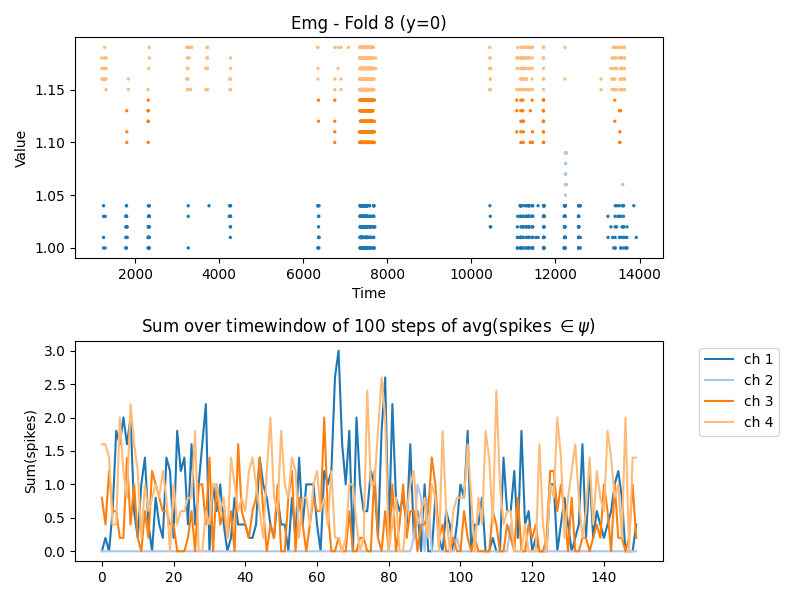 Emg - Fold 8 (y=0)
Value
1.15
1.10
1.05
1.00
2000 4000 6000 8000 10000 12000 14000
Time
Sum over timewindow of 100 steps of avg(spikes ∈ ψ)
Sum(spikes)
3.0
2.5
2.0
1.5
1.0
0.5
0.0
0 20 40 60 80 100 120 140
ch 1
ch 2
ch 3
ch 4